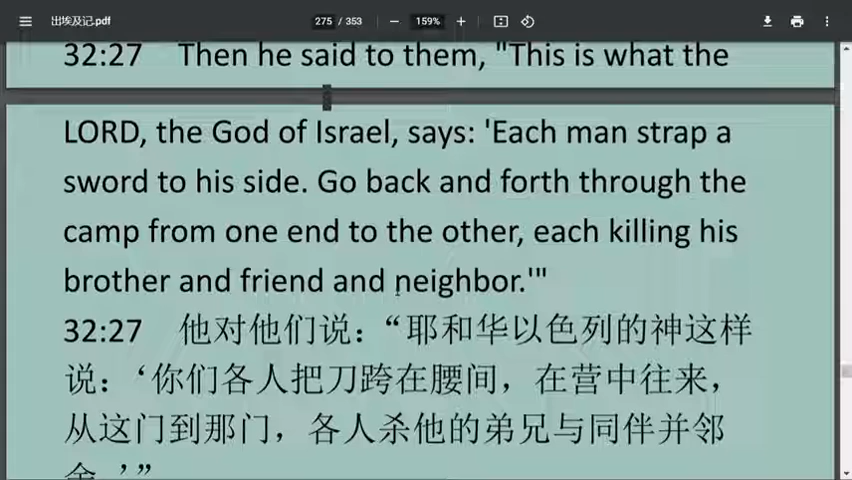 出埃及记.pdf
275 / 353
159%
32:27 Then he said to them, "This is what the
LORD, the God of Israel, says: 'Each man strap a
sword to his side. Go back and forth through the
camp from one end to the other, each killing his
brother and friend and neighbor.'"
32:27 他对他们说：“耶和华以色列的神这样
说：‘你们各人把刀跨在腰间，在营中往来，
从这门到那门，各人杀他的弟兄与同伴并邻
舍。’”